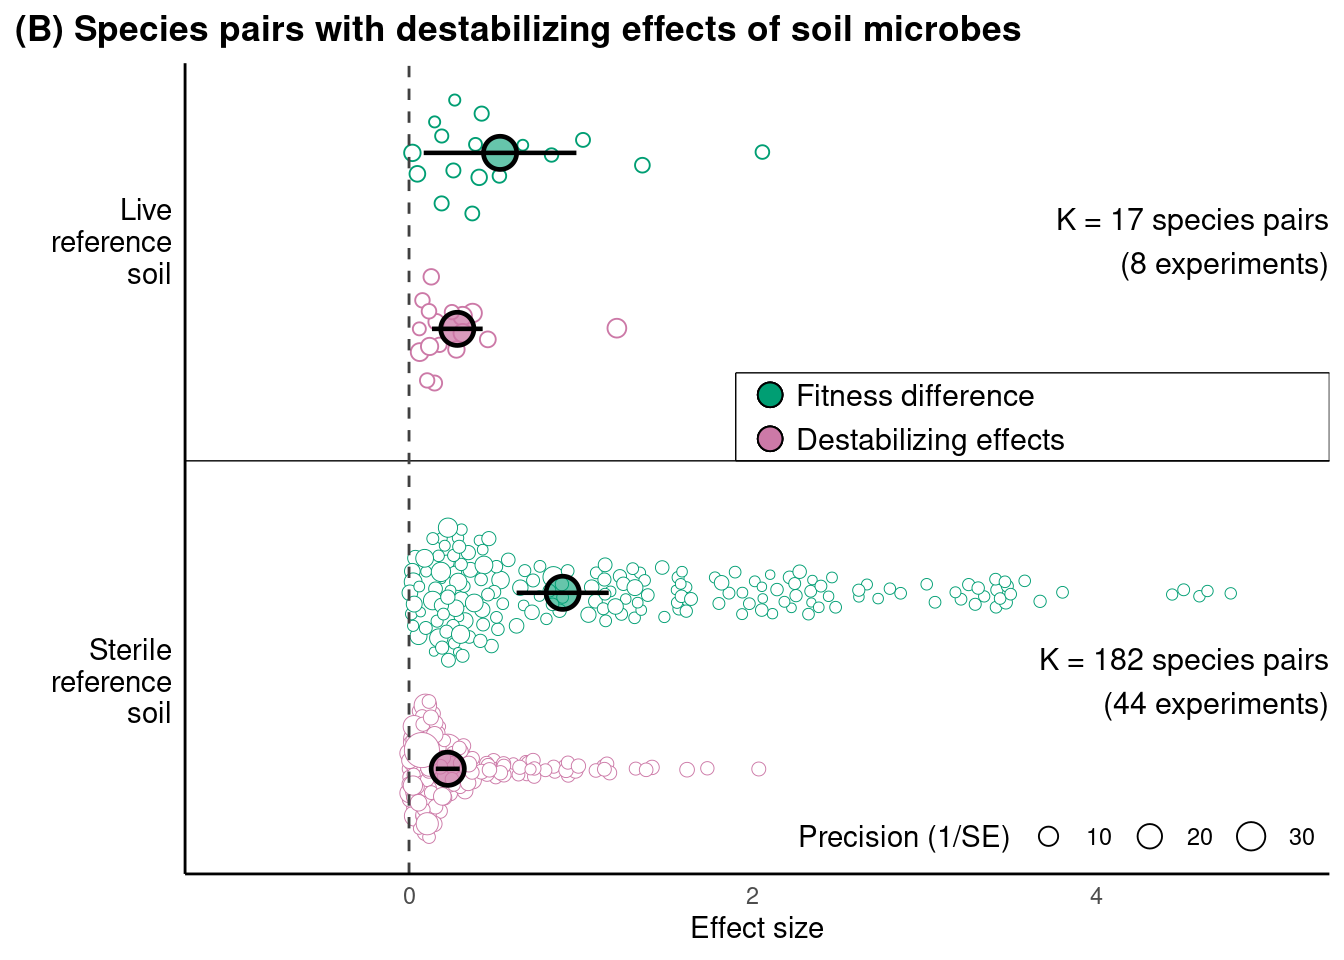 (B) Species pairs with destabilizing effects of soil microbes
Live
reference
soil
K = 17 species pairs
(8 experiments)
Fitness difference
Destabilizing effects
Sterile
reference
soil
K = 182 species pairs
(44 experiments)
Precision (1/SE) 10 20 30
0 2 4
Effect size